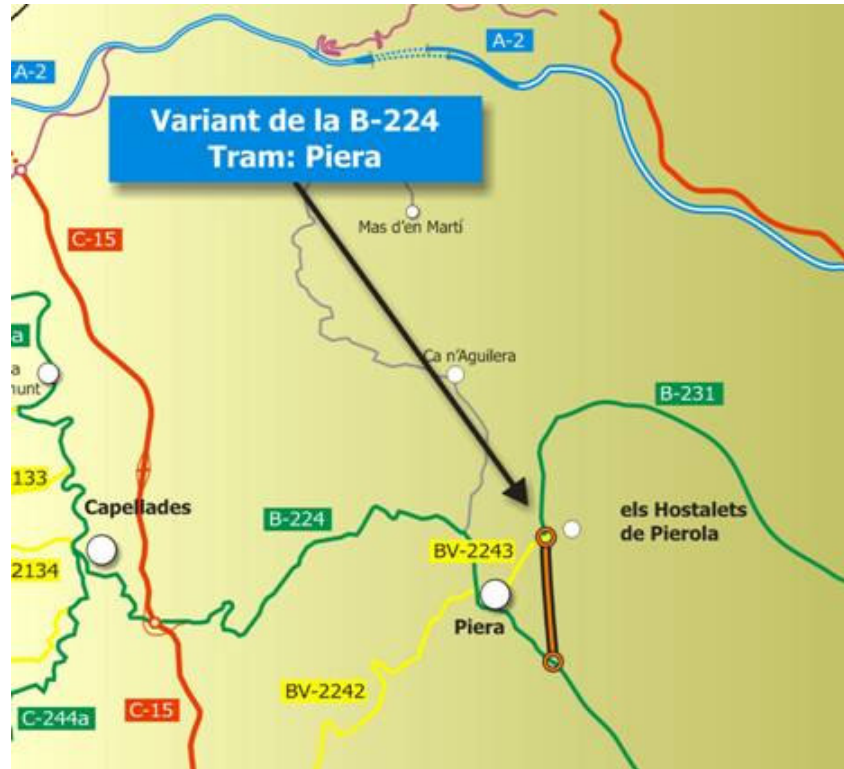 A-2
A-2
Variant de la B-224
Tram: Piera
Mas d'en Martí
C-15
a
a
nunt
Ca n'Aguilera
B-231
133
Capellades
B-224
els Hostalets
de Pierola
BV-2243
2134
Piera
BV-2242
C-15
C-244a